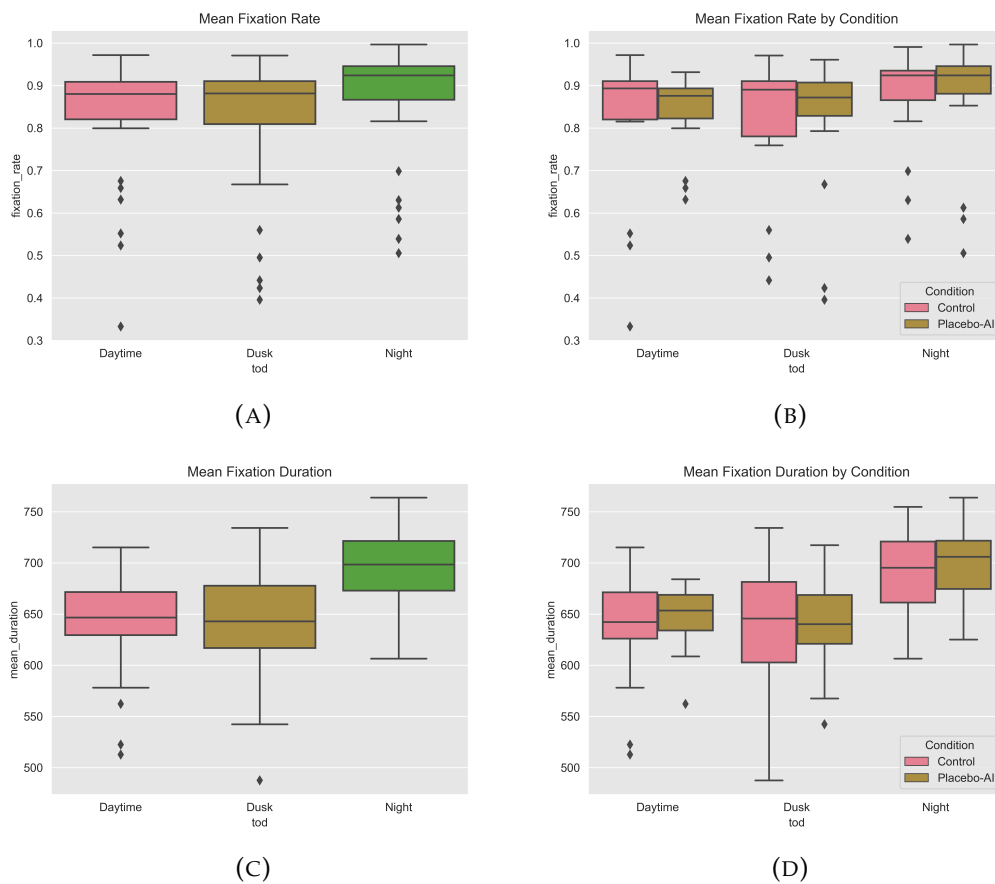 Mean Fixation Rate
1.0
0.9
0.8
0.7
0.6
0.5
0.4
0.3
fixation_rate
Daytime Dusk Night
tod
(A)
Mean Fixation Rate by Condition
1.0
0.9
0.8
0.7
0.6
0.5
0.4
0.3
fixation_rate
Condition
Control
Placebo-AI
Daytime Dusk Night
tod
(B)
Mean Fixation Duration
750
700
650
600
550
500
mean_duration
Daytime Dusk Night
tod
(C)
Mean Fixation Duration by Condition
750
700
650
600
550
500
mean_duration
Condition
Control
Placebo-AI
Daytime Dusk Night
tod
(D)